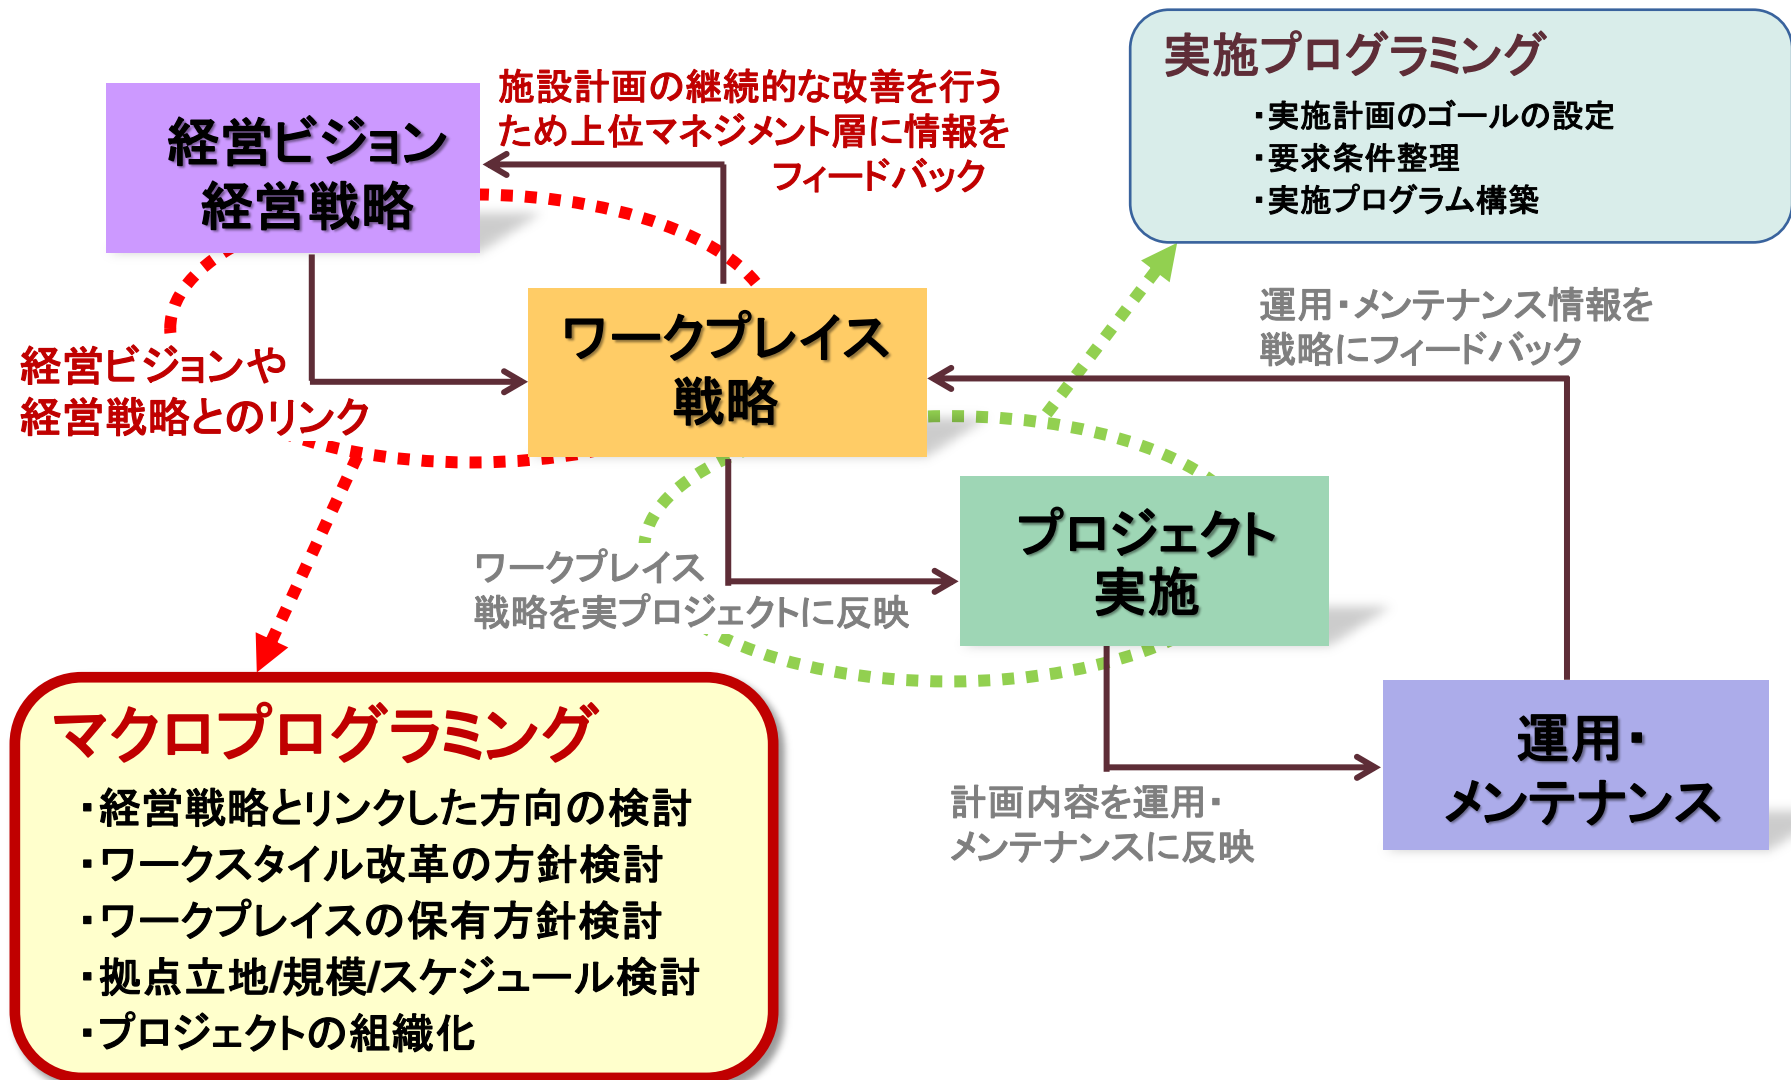 経営ビジョン
経営戦略
施設計画の継続的な改善を行う
ため上位マネジメント層に情報を
フィードバック
実施プログラミング
・実施計画のゴールの設定
・要求条件整理
・実施プログラム構築
ワークプレイス
戦略
運用・メンテナンス情報を
戦略にフィードバック
経営ビジョンや
経営戦略とのリンク
プロジェクト
実施
ワークプレイス
戦略を実プロジェクトに反映
運用・
メンテナンス
計画内容を運用・
メンテナンスに反映
マクロプログラミング
・経営戦略とリンクした方向の検討
・ワークスタイル改革の方針検討
・ワークプレイスの保有方針検討
・拠点立地/規模/スケジュール検討
・プロジェクトの組織化